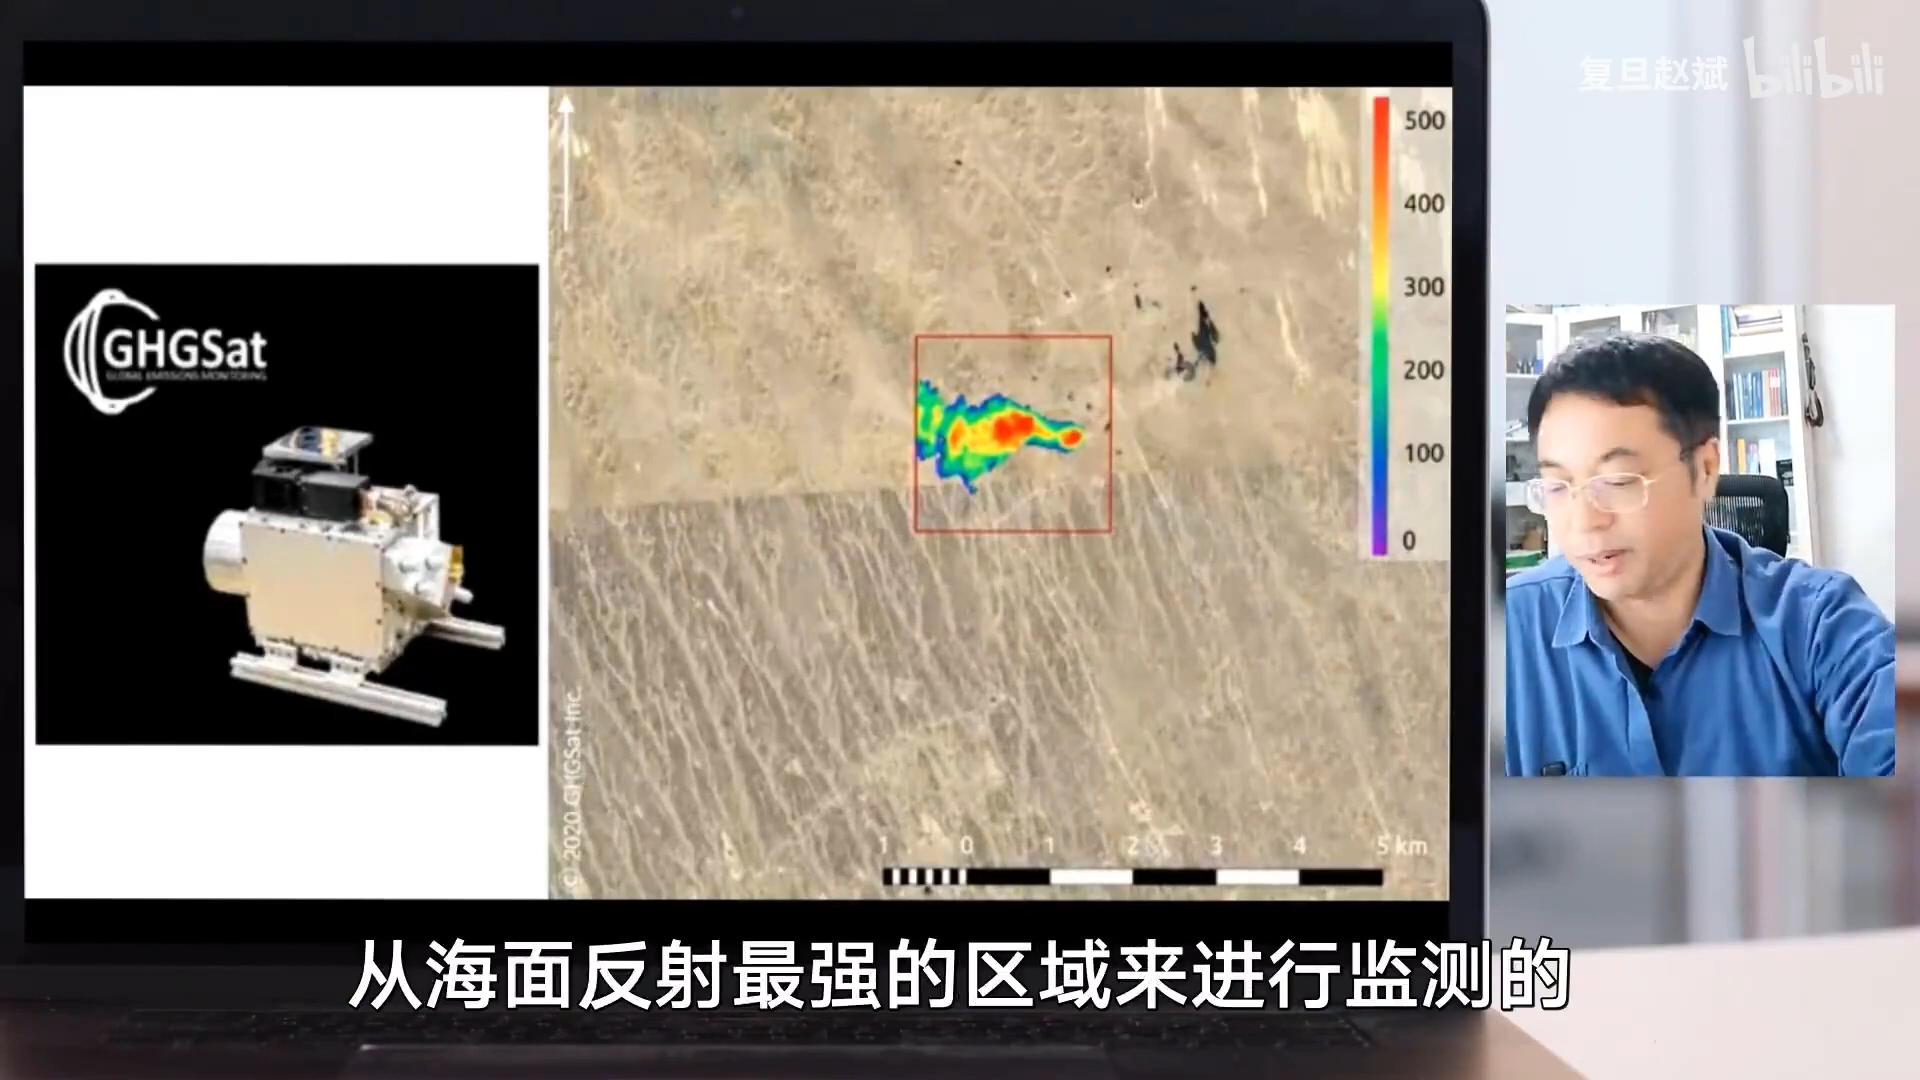 复旦赵斌 bilibili
GHGSat
GLOBAL EMISSIONS MONITORING
500
400
300
200
100
0
© 2020 GHGSat Inc.
1 0 1 2 3 4 5 km
从海面反射最强的区域来进行监测的